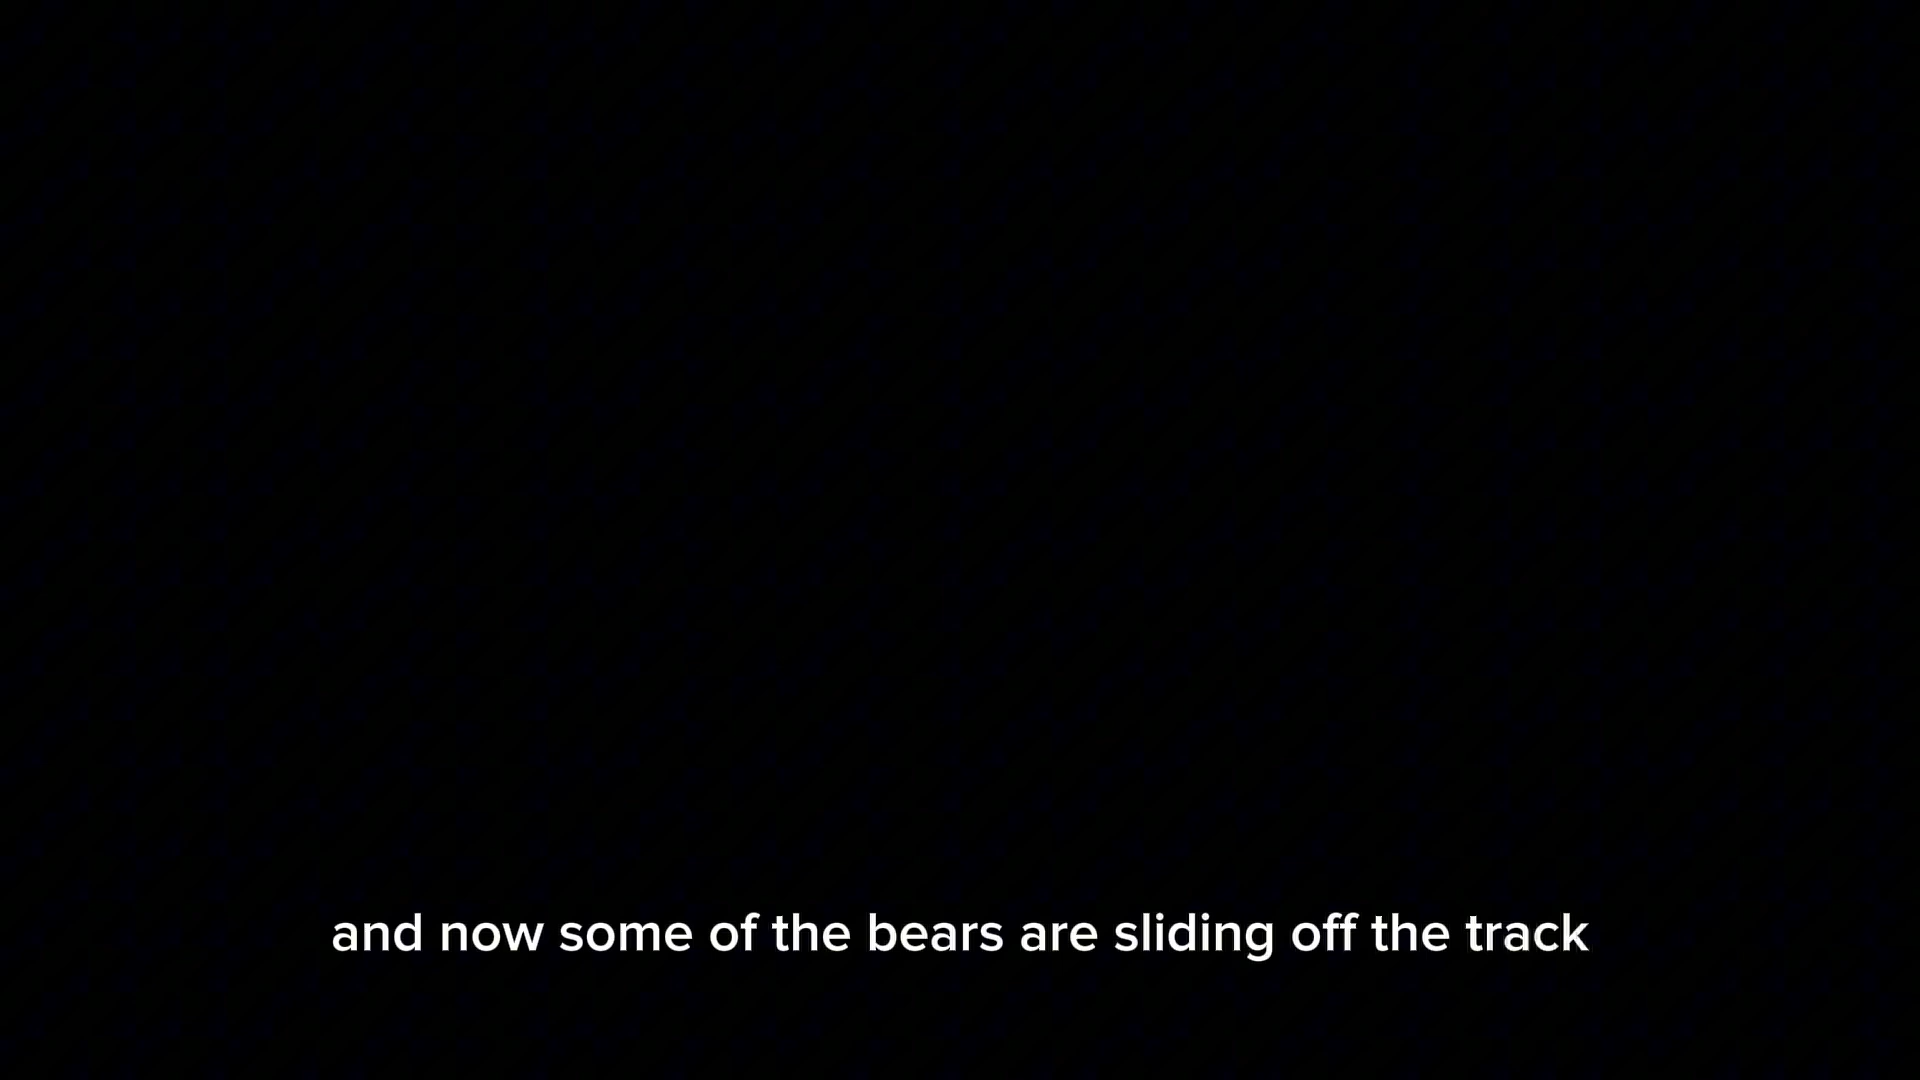 and now some of the bears are sliding off the track